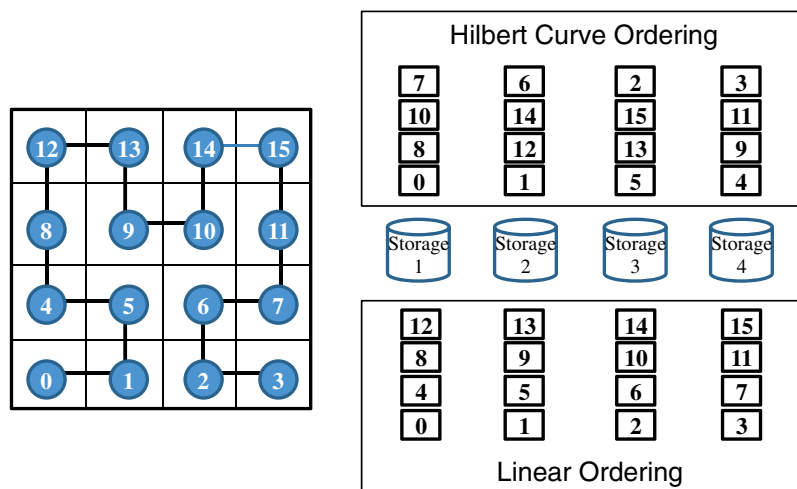 12 13 14 15
8 9 10 11
4 5 6 7
0 1 2 3
Hilbert Curve Ordering
7 6 2 3
10 14 15 11
8 12 13 9
0 1 5 4
Storage 1
Storage 2
Storage 3
Storage 4
12 13 14 15
8 9 10 11
4 5 6 7
0 1 2 3
Linear Ordering